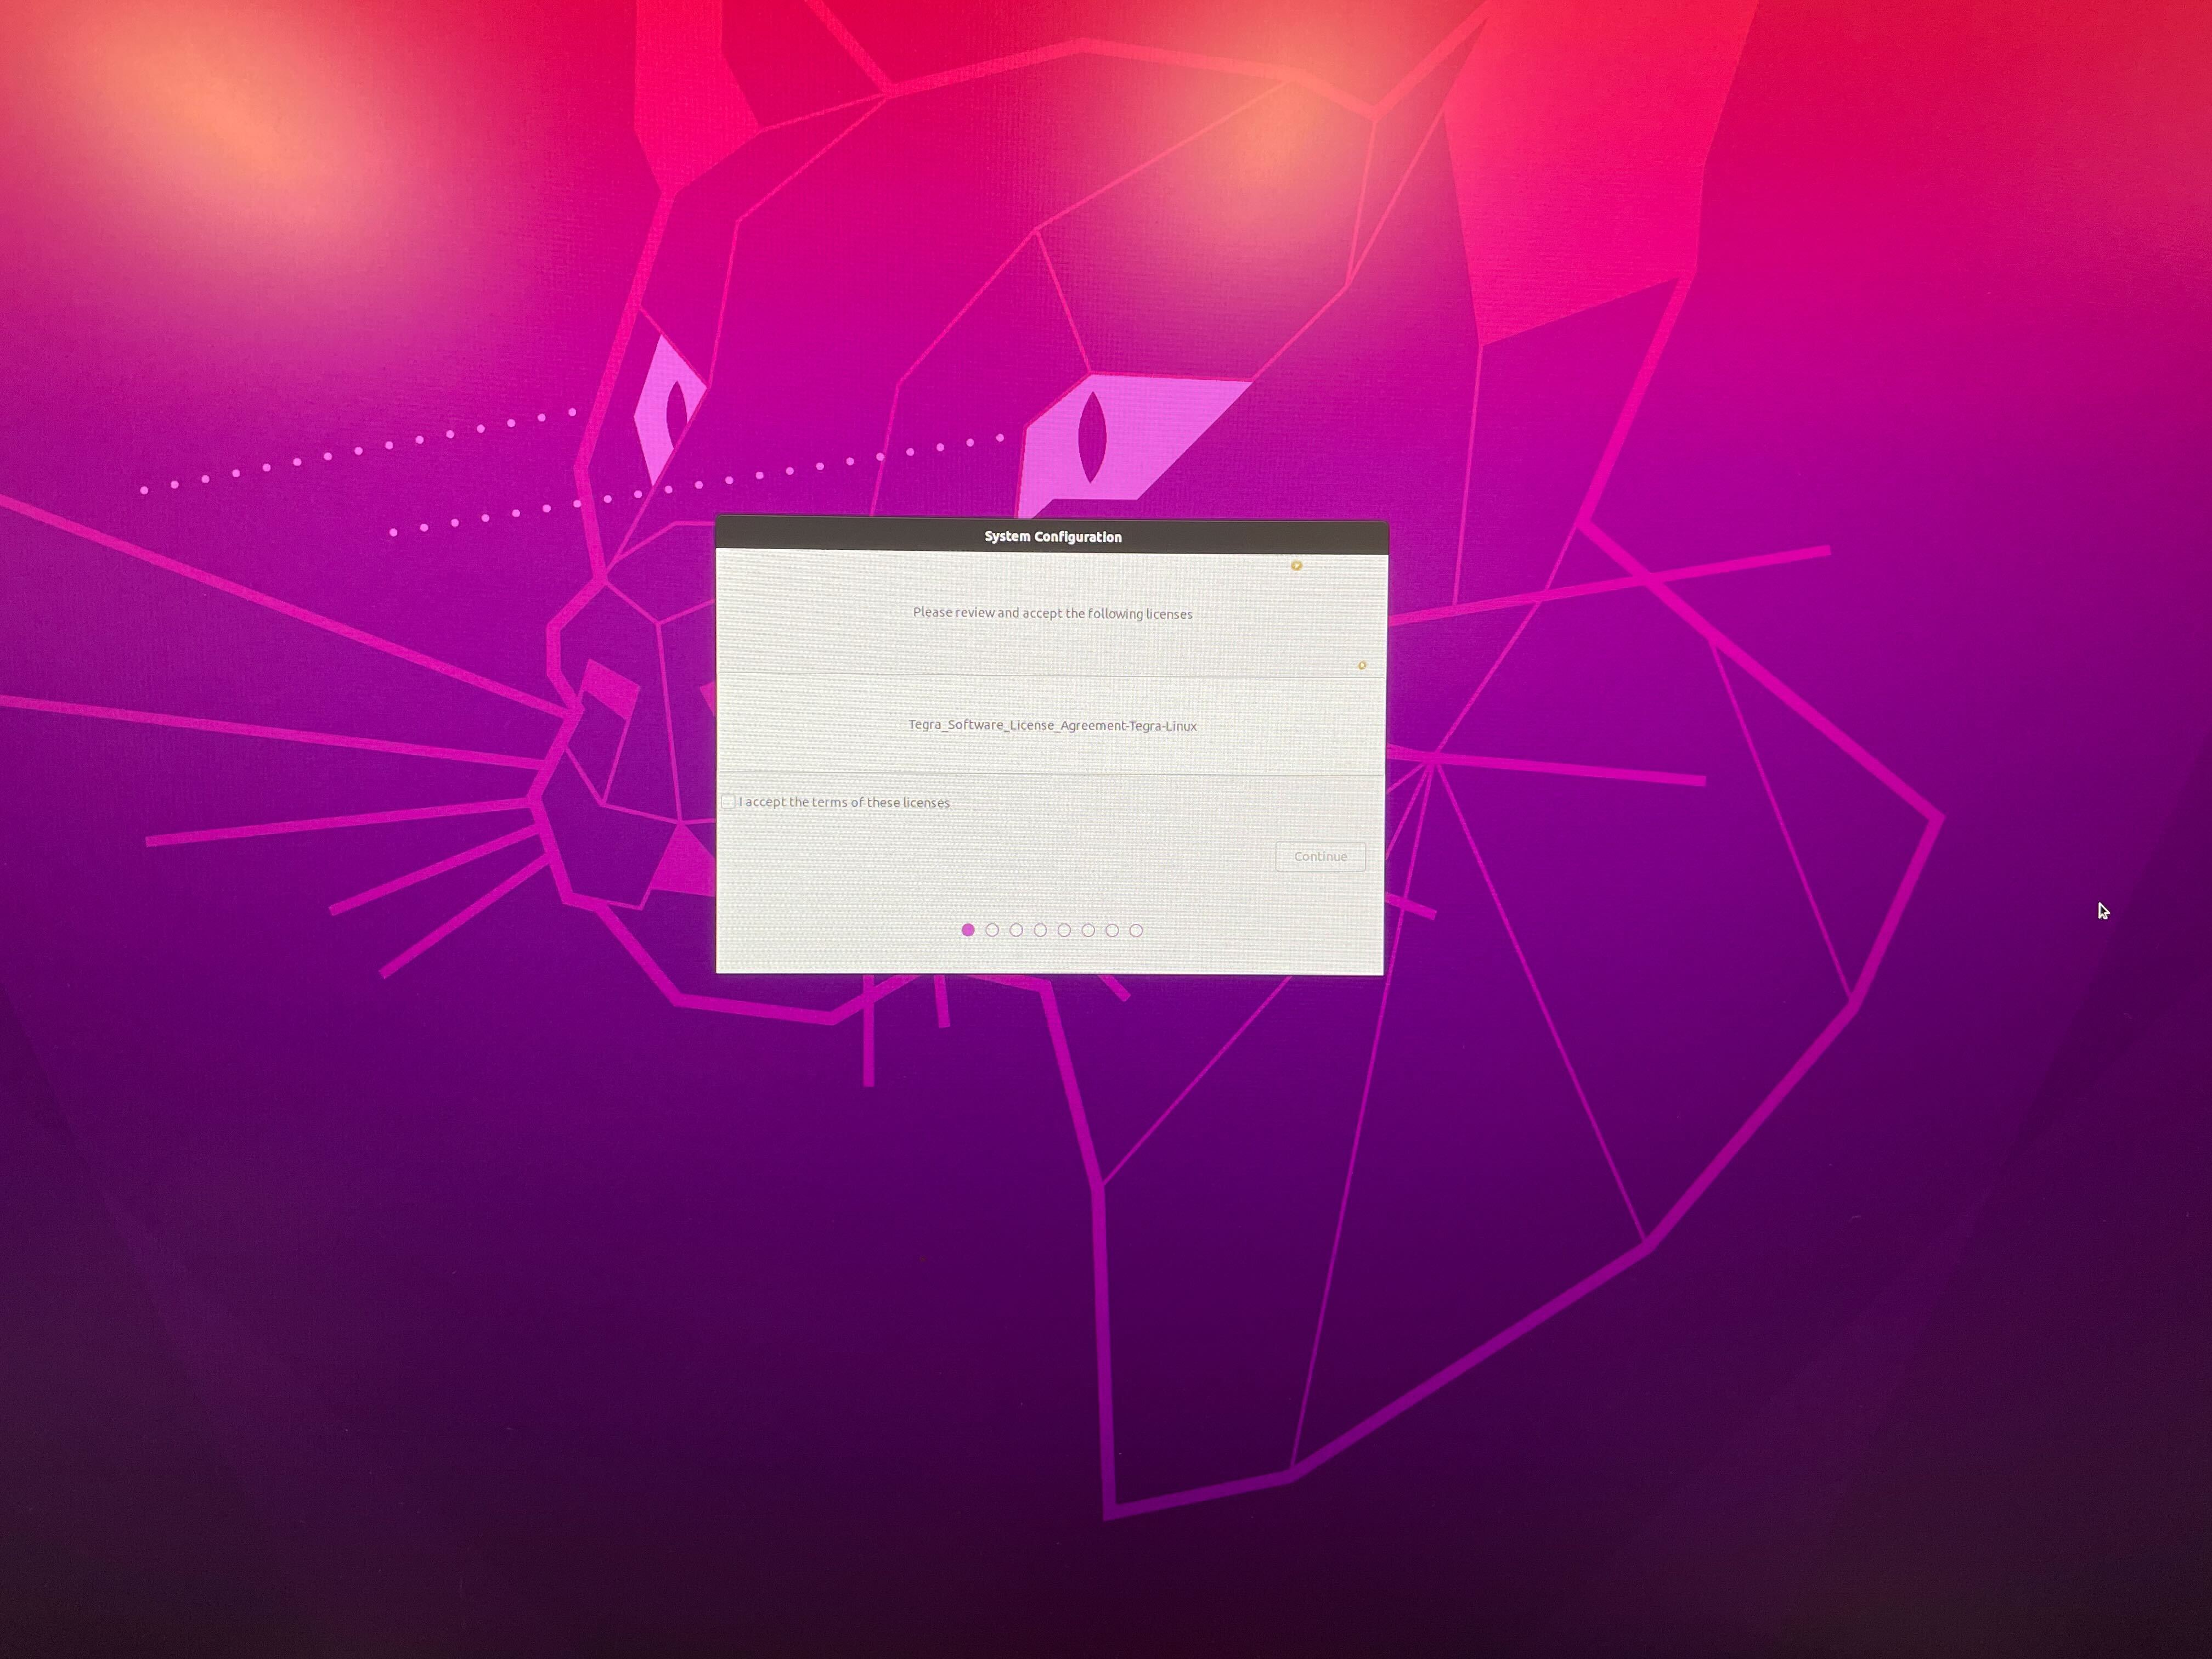 System Configuration
Please review and accept the following licenses
Tegra_Software_License_Agreement-Tegra-Linux
I accept the terms of these licenses
Continue